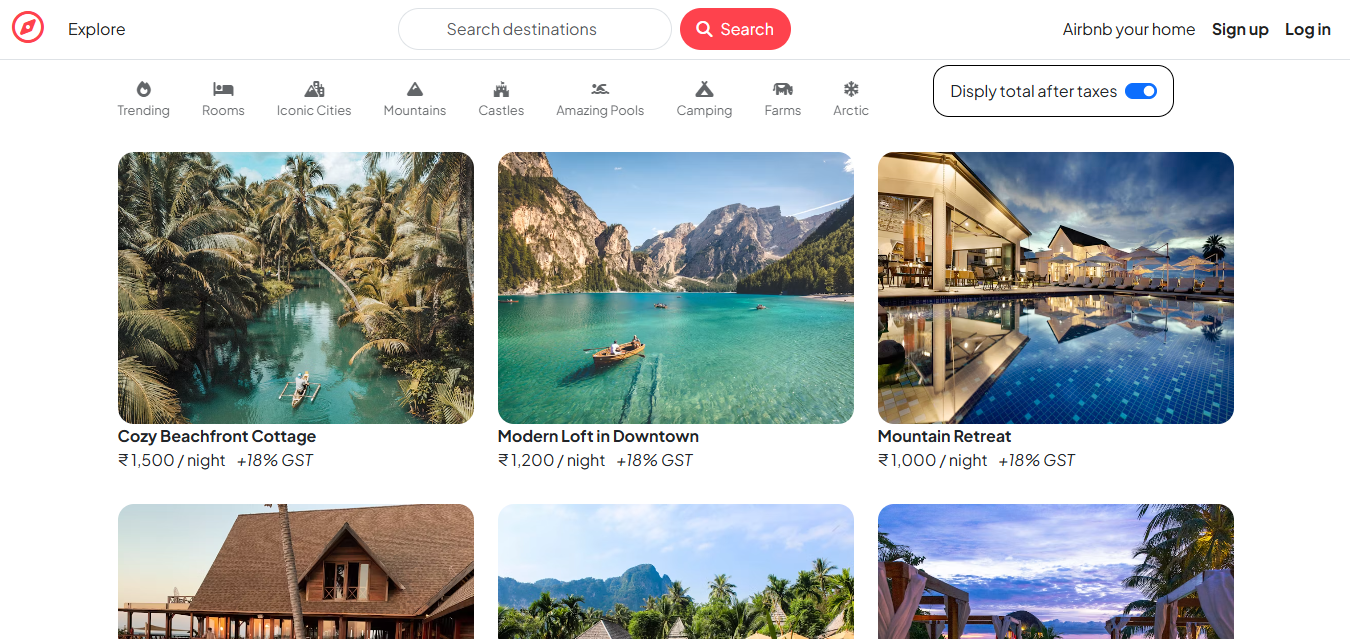 Explore
Search destinations
Search
Airbnb your home Sign up Log in
Trending Rooms Iconic Cities Mountains Castles Amazing Pools Camping Farms Arctic
Disply total after taxes
Cozy Beachfront Cottage
₹1,500 / night +18% GST
Modern Loft in Downtown
₹1,200 / night +18% GST
Mountain Retreat
₹1,000 / night +18% GST